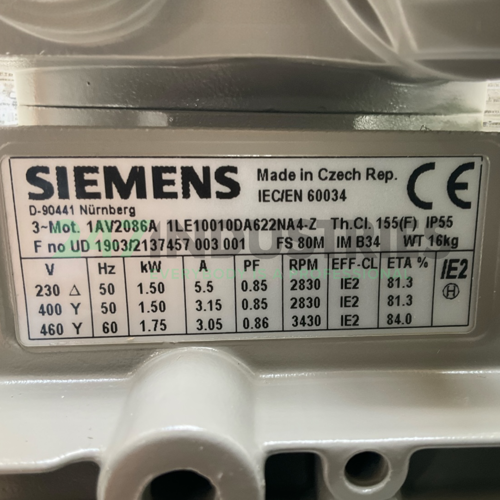 SIEMENS
D-90441 Nürnberg
Made in Czech Rep.
IEC/EN 60034
CE
3~Mot. 1AV2086A 1LE10010DA622NA4-Z Th.Cl.155(F) IP55
F no UD 1903/2137457 003 001 FS 80M IM B34 WT 16kg
V Hz kW A PF RPM EFF-CL ETA % IE2
230 △ 50 1.50 5.5 0.85 2830 IE2 81.3
400 Y 50 1.50 3.15 0.85 2830 IE2 81.3
460 Y 60 1.75 3.05 0.86 3430 IE2 84.0
H